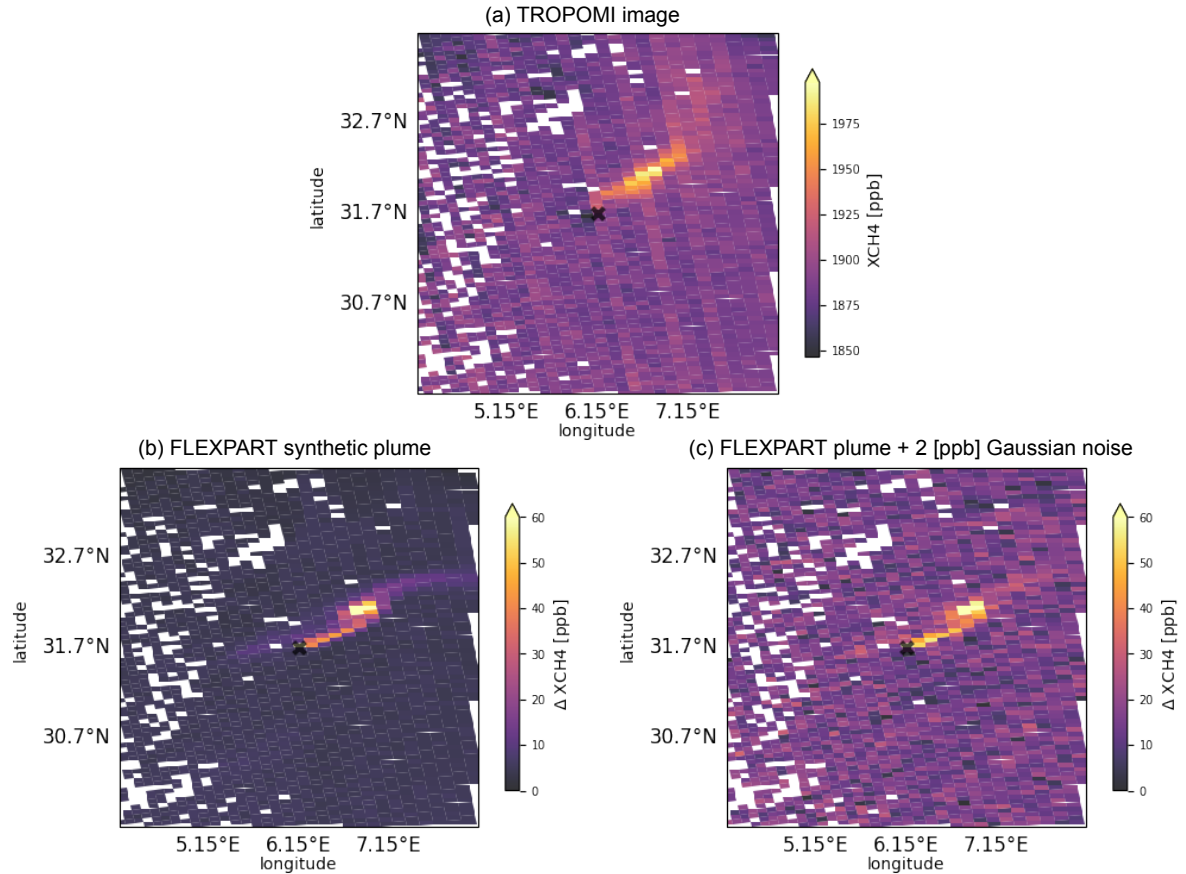 (a) TROPOMI image
32.7°N
31.7°N
30.7°N
latitude
5.15°E 6.15°E 7.15°E
longitude
1975
1950
1925
1900
1875
1850
XCH4 [ppb]
(b) FLEXPART synthetic plume
32.7°N
31.7°N
30.7°N
latitude
5.15°E 6.15°E 7.15°E
longitude
60
50
40
30
20
10
0
Δ XCH4 [ppb]
(c) FLEXPART plume + 2 [ppb] Gaussian noise
32.7°N
31.7°N
30.7°N
latitude
5.15°E 6.15°E 7.15°E
longitude
60
50
40
30
20
10
0
Δ XCH4 [ppb]